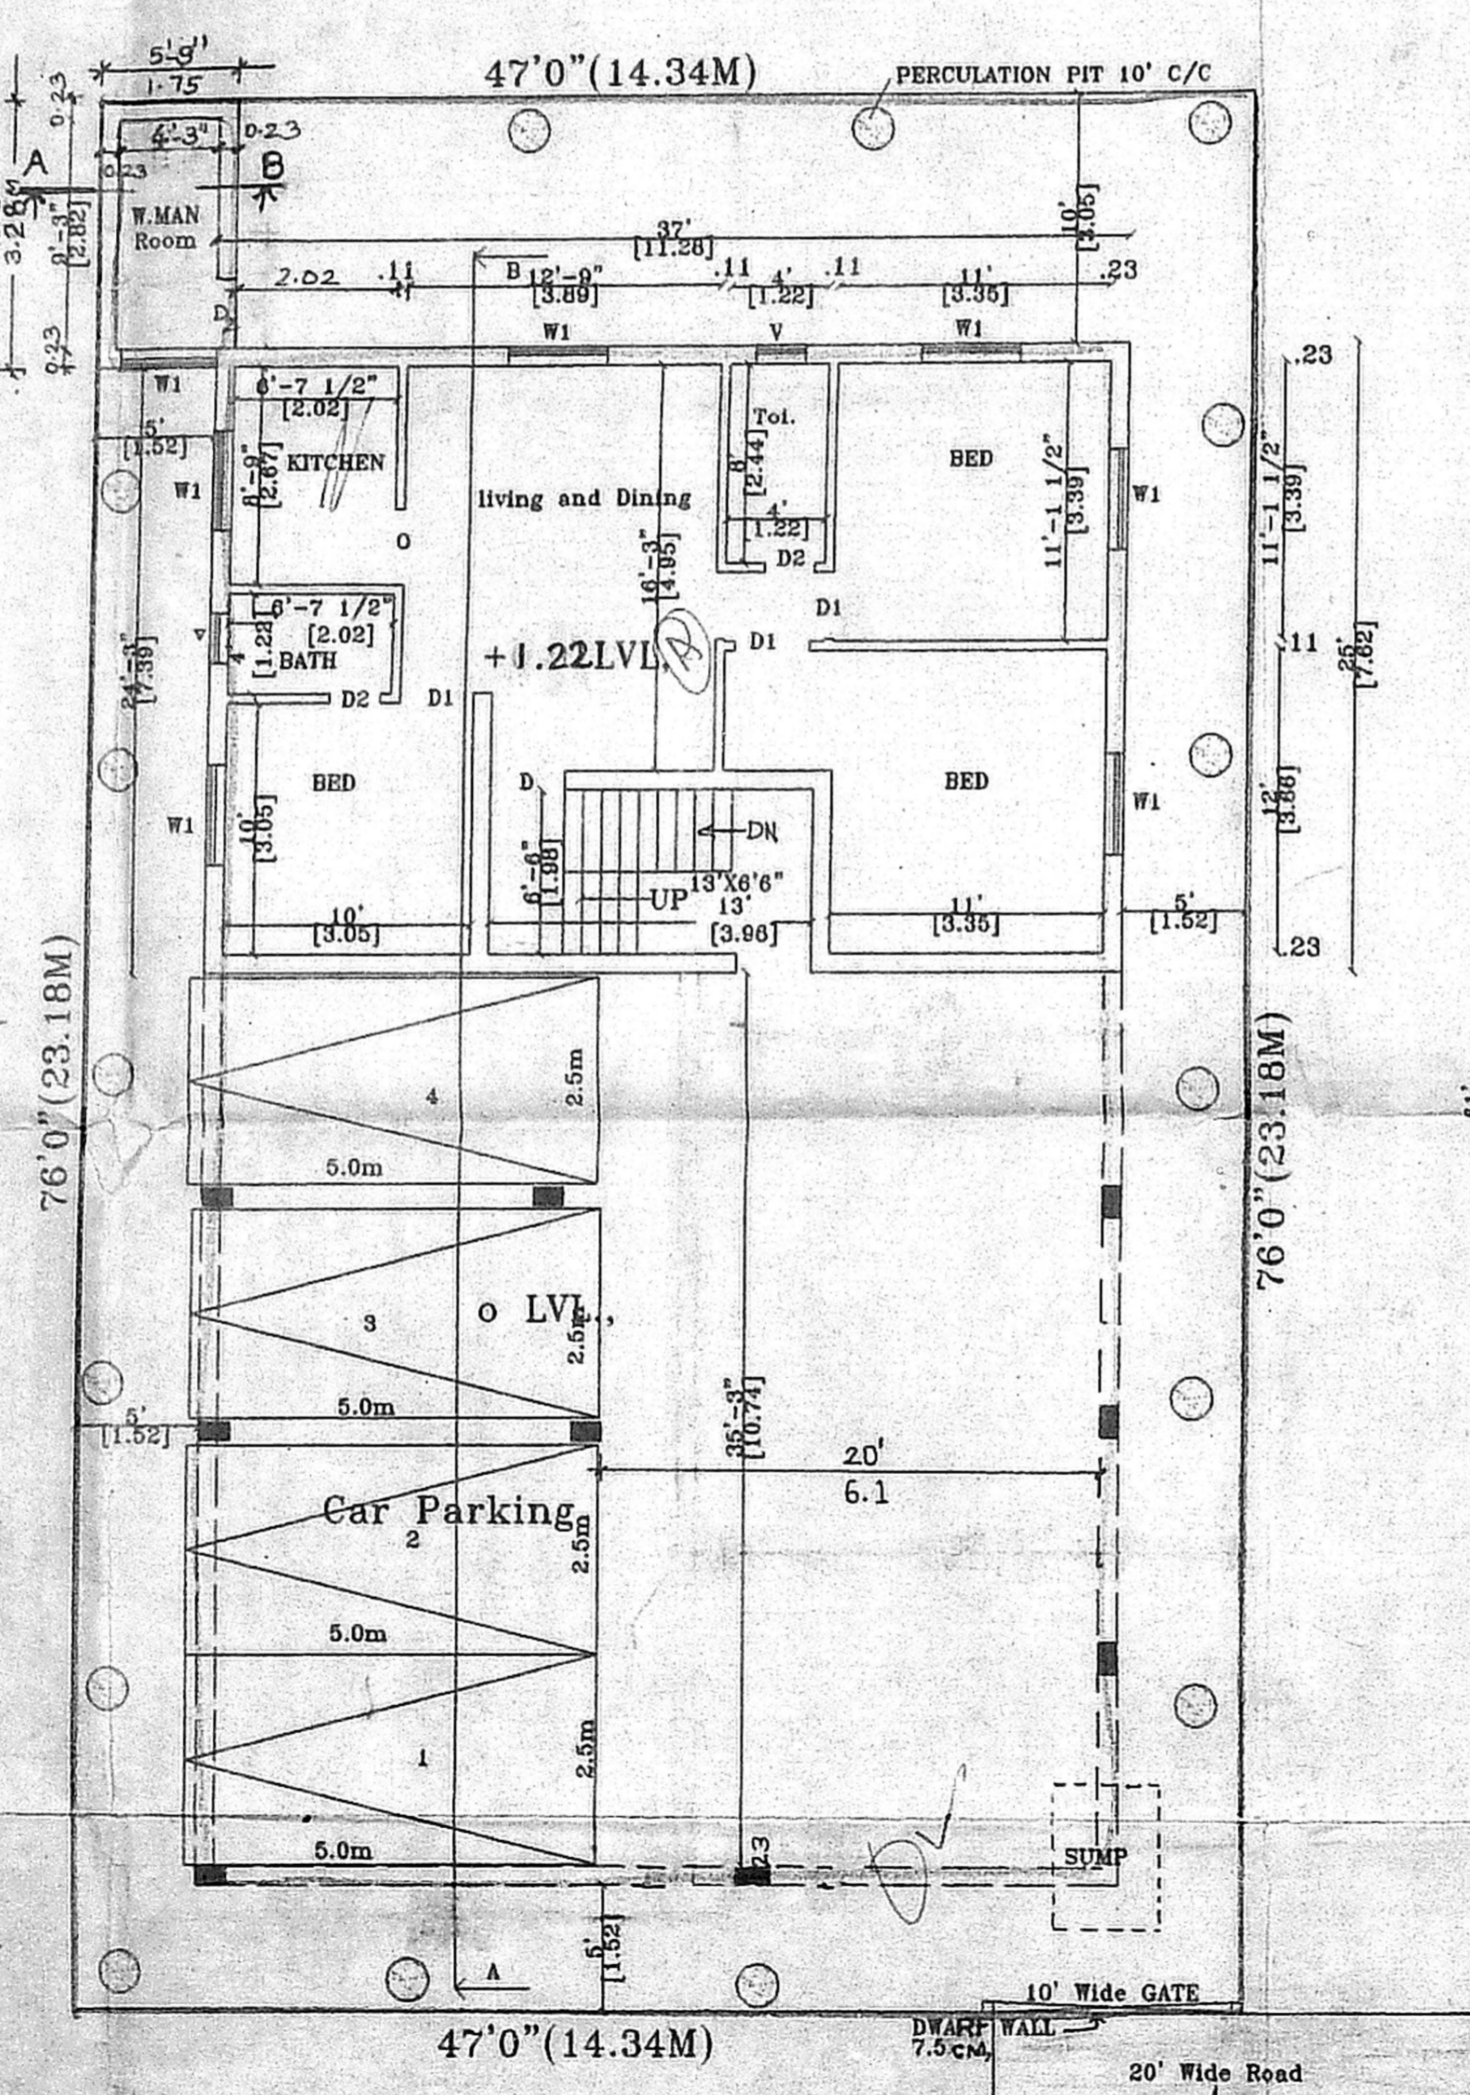 5'-9"
1.75
47'0"(14.34M)
PERCULATION PIT 10' C/C
0.23
4'-3"
0.23
0.23
A
B
W.MAN
Room
3.28
9'-3"
[2.82]
0.23
10'
[3.05]
37'
[11.28]
2.02
.11
B
12'-9"
[3.89]
.11
4'
[1.22]
.11
11'
[3.35]
.23
D
W1
V
W1
W1
.23
6'-7 1/2"
[2.02]
5'
[1.52]
8'-9"
[2.67]
KITCHEN
living and Dining
Toi.
8'
[2.44]
4'
[1.22]
D2
BED
11'-1 1/2"
[3.39]
W1
11'-1 1/2"
[3.39]
W1
O
16'-3"
[4.95]
D1
6'-7 1/2"
[2.02]
4'
[1.22]
BATH
V
24'-3"
[7.39]
+1.22LVL.
D1
.11
25'
[7.62]
D2
D1
BED
D
BED
W1
W1
10'
[3.05]
12'
[3.66]
DN
6'-6"
[1.98]
UP
13'X6'6"
13'
[3.96]
10'
[3.05]
11'
[3.35]
5'
[1.52]
.23
76'0"(23.18M)
76'0"(23.18M)
4
2.5m
5.0m
3
o LVL.,
2.5m
5.0m
5'
[1.52]
35'-3"
[10.74]
20'
6.1
Car Parking
2
2.5m
5.0m
1
2.5m
5.0m
.23
SUMP
5'
[1.52]
A
10' Wide GATE
47'0"(14.34M)
DWARF WALL
7.5 CM,
20' Wide Road